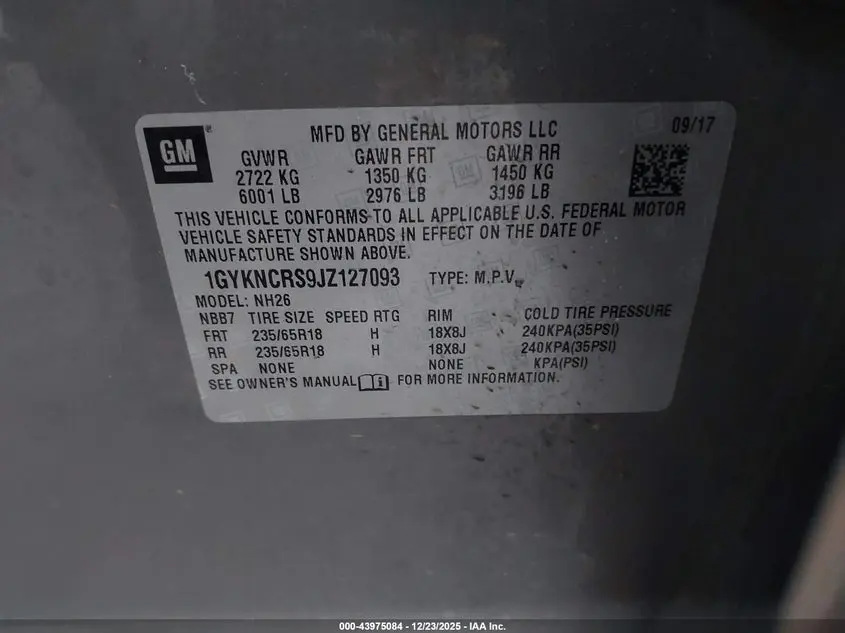 GM
MFD BY GENERAL MOTORS LLC 09/17
GVWR GAWR FRT GAWR RR
2722 KG 1350 KG 1450 KG
6001 LB 2976 LB 3196 LB
THIS VEHICLE CONFORMS TO ALL APPLICABLE U.S. FEDERAL MOTOR
VEHICLE SAFETY STANDARDS IN EFFECT ON THE DATE OF
MANUFACTURE SHOWN ABOVE.
1GYKNCRS9JZ127093 TYPE: M.P.V.
MODEL: NH26
NBB7 TIRE SIZE SPEED RTG RIM COLD TIRE PRESSURE
FRT 235/65R18 H 18X8J 240KPA(35PSI)
RR 235/65R18 H 18X8J 240KPA(35PSI)
SPA NONE NONE KPA(PSI)
SEE OWNER'S MANUAL i FOR MORE INFORMATION.
000-43975084 - 12/23/2025 - IAA Inc.